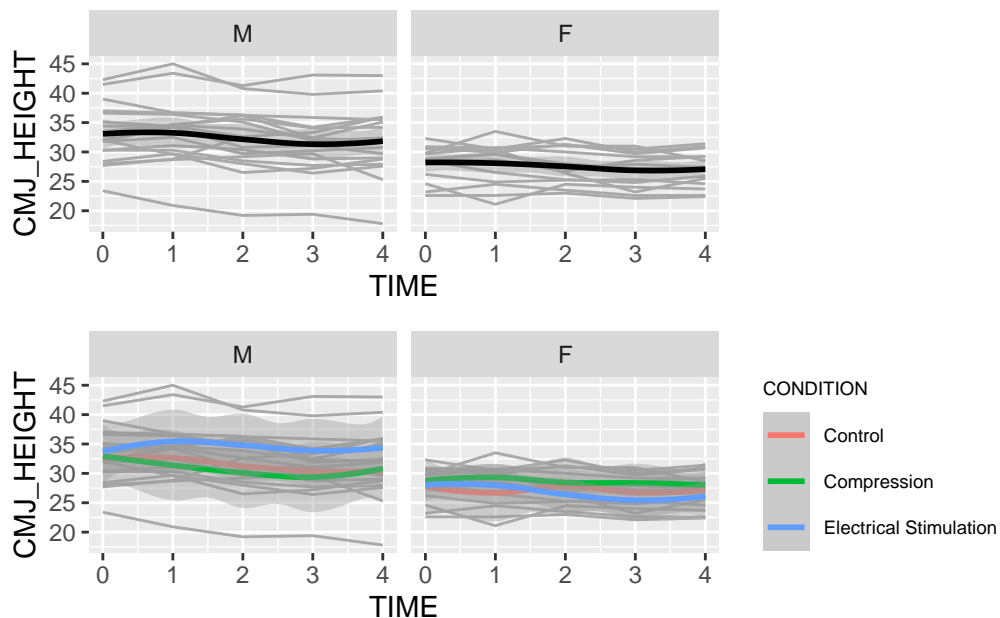 M F
CMJ_HEIGHT
45
40
35
30
25
20
0 1 2 3 4 0 1 2 3 4
TIME
M F
CMJ_HEIGHT
45
40
35
30
25
20
0 1 2 3 4 0 1 2 3 4
TIME
CONDITION
Control
Compression
Electrical Stimulation